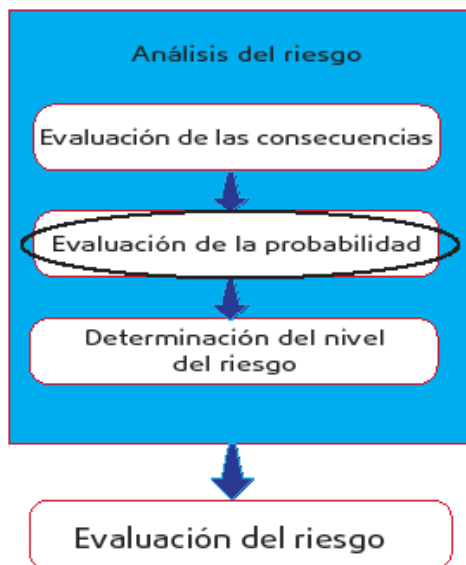 Análisis del riesgo
Evaluación de las consecuencias
Evaluación de la probabilidad
Determinación del nivel
del riesgo
Evaluación del riesgo